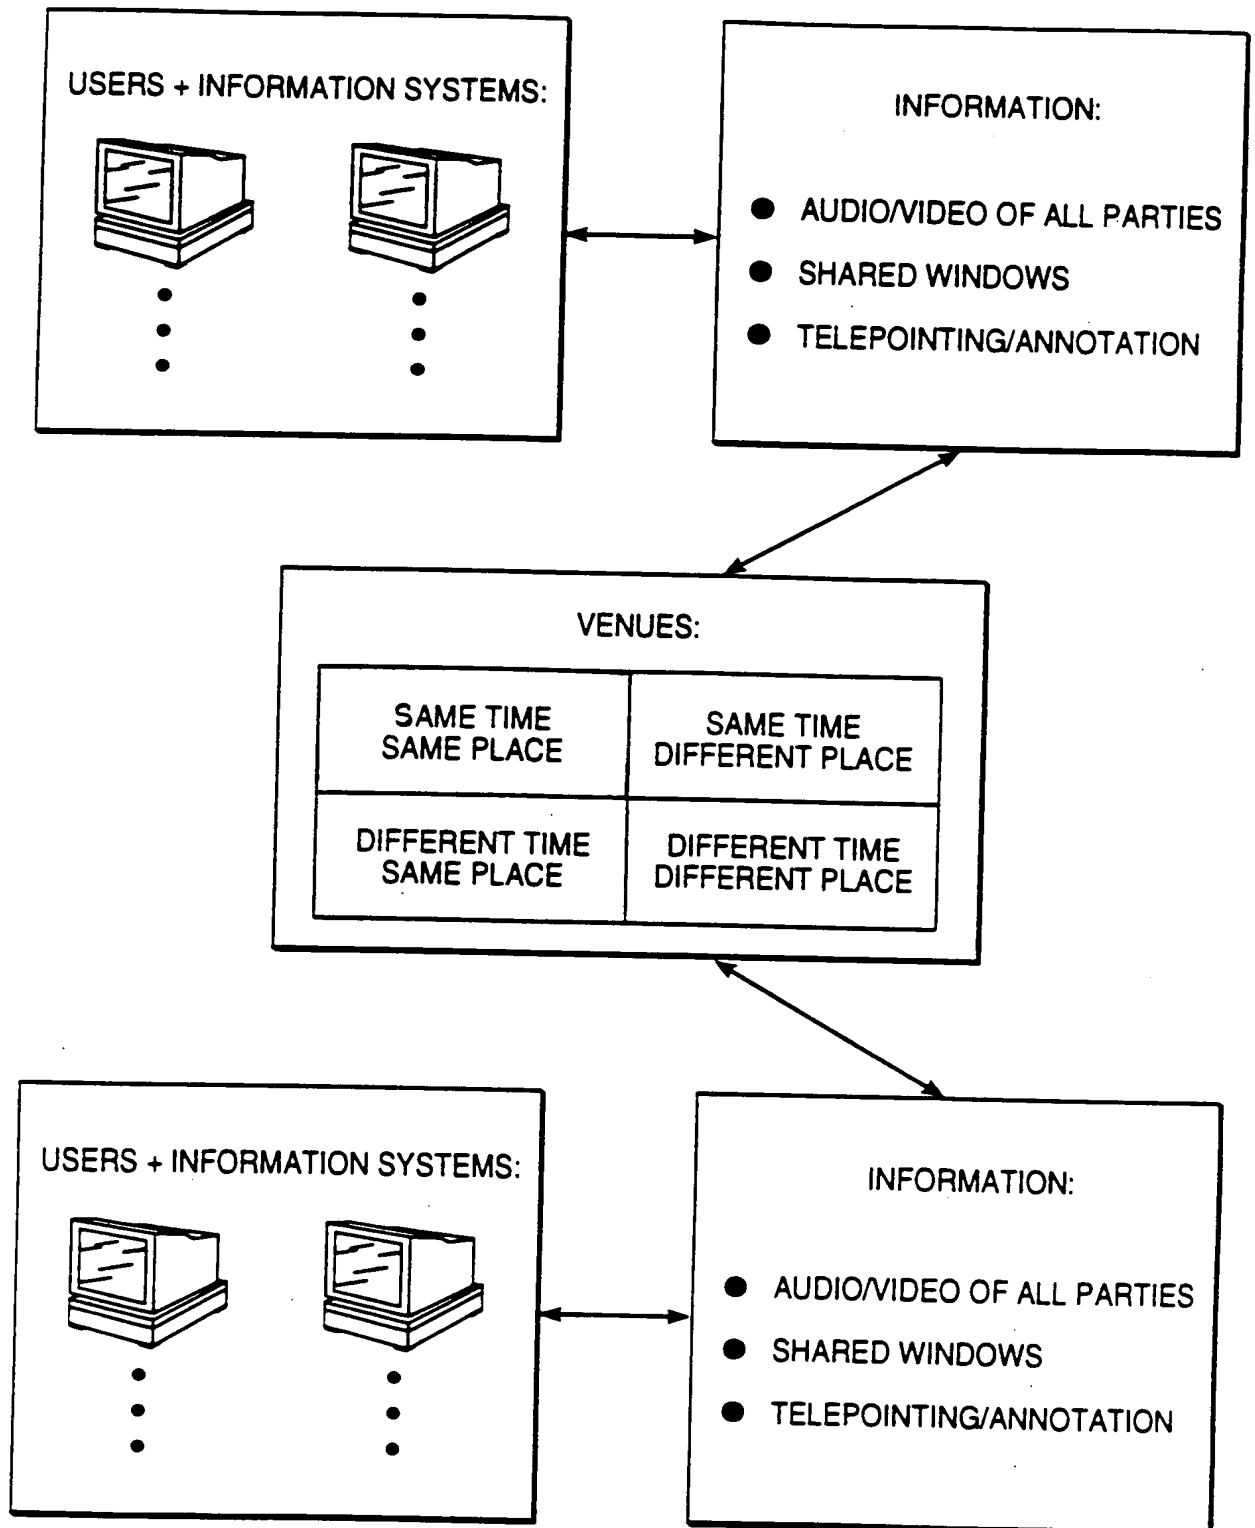 USERS + INFORMATION SYSTEMS:
INFORMATION:
● AUDIO/VIDEO OF ALL PARTIES
● SHARED WINDOWS
● TELEPOINTING/ANNOTATION
VENUES:
SAME TIME
SAME PLACE
SAME TIME
DIFFERENT PLACE
DIFFERENT TIME
SAME PLACE
DIFFERENT TIME
DIFFERENT PLACE
USERS + INFORMATION SYSTEMS:
INFORMATION:
● AUDIO/VIDEO OF ALL PARTIES
● SHARED WINDOWS
● TELEPOINTING/ANNOTATION